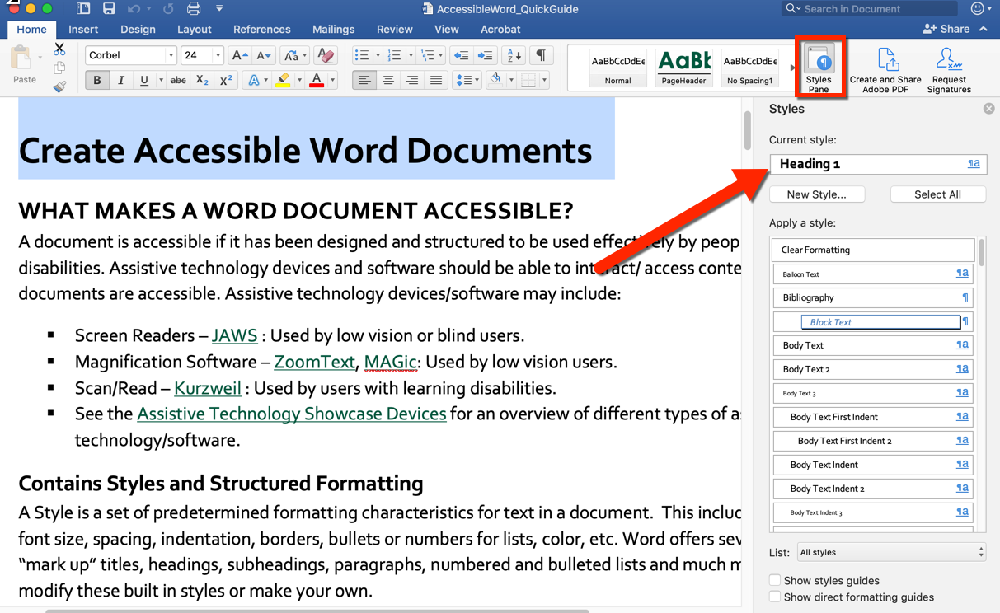 AccessibleWord_QuickGuide
Search in Document
Home Insert Design Layout References Mailings Review View Acrobat
Share
Paste
Corbel 24
B I U abc X2 X2 A A
AaBbCcDdEe AaBb AaBbCcDdEe
Normal PageHeader No Spacing1
Styles
Pane
Create and Share
Adobe PDF
Request
Signatures
Create Accessible Word Documents
WHAT MAKES A WORD DOCUMENT ACCESSIBLE?
A document is accessible if it has been designed and structured to be used effectively by peop
disabilities. Assistive technology devices and software should be able to interact/ access conte
documents are accessible. Assistive technology devices/software may include:
▪ Screen Readers – JAWS : Used by low vision or blind users.
▪ Magnification Software – ZoomText, MAGic: Used by low vision users.
▪ Scan/Read – Kurzweil : Used by users with learning disabilities.
▪ See the Assistive Technology Showcase Devices for an overview of different types of as
technology/software.
Contains Styles and Structured Formatting
A Style is a set of predetermined formatting characteristics for text in a document. This includ
font size, spacing, indentation, borders, bullets or numbers for lists, color, etc. Word offers sev
“mark up” titles, headings, subheadings, paragraphs, numbered and bulleted lists and much m
modify these built in styles or make your own.
Styles
Current style:
Heading 1 ¶a
New Style... Select All
Apply a style:
Clear Formatting
Balloon Text ¶a
Bibliography ¶
Block Text ¶
Body Text ¶a
Body Text 2 ¶a
Body Text 3 ¶a
Body Text First Indent ¶a
Body Text First Indent 2 ¶a
Body Text Indent ¶a
Body Text Indent 2 ¶a
Body Text Indent 3 ¶a
List: All styles
Show styles guides
Show direct formatting guides